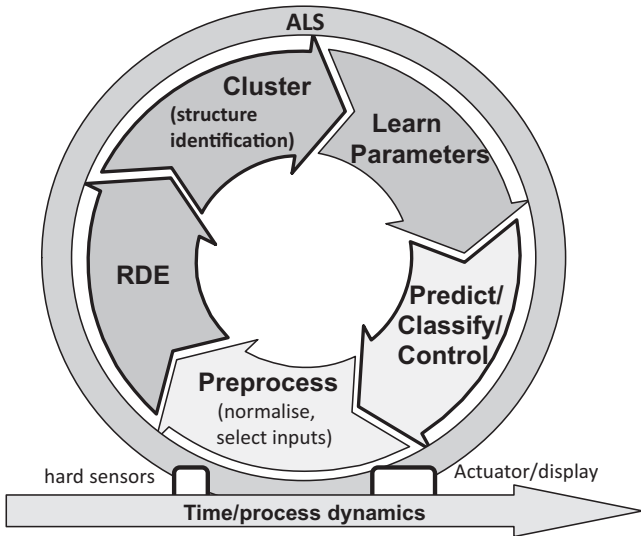 ALS
Cluster
(structure
identification)
Learn
Parameters
RDE
Predict/
Classify/
Control
Preprocess
(normalise,
select inputs)
hard sensors
Actuator/display
Time/process dynamics